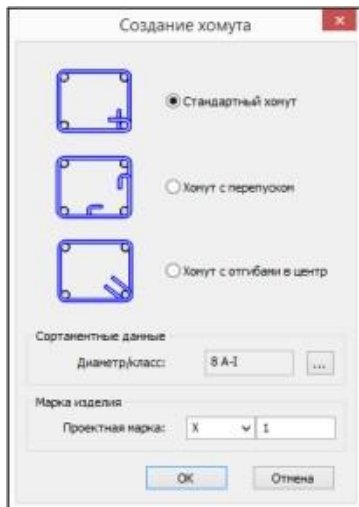 Создание хомута
Стандартный хомут
Хомут с перепуском
Хомут с отгибами в центр
Сортаментные данные
Диаметр/класс: 8 A-I ...
Марка изделия
Проектная марка: X 1
OK Отмена